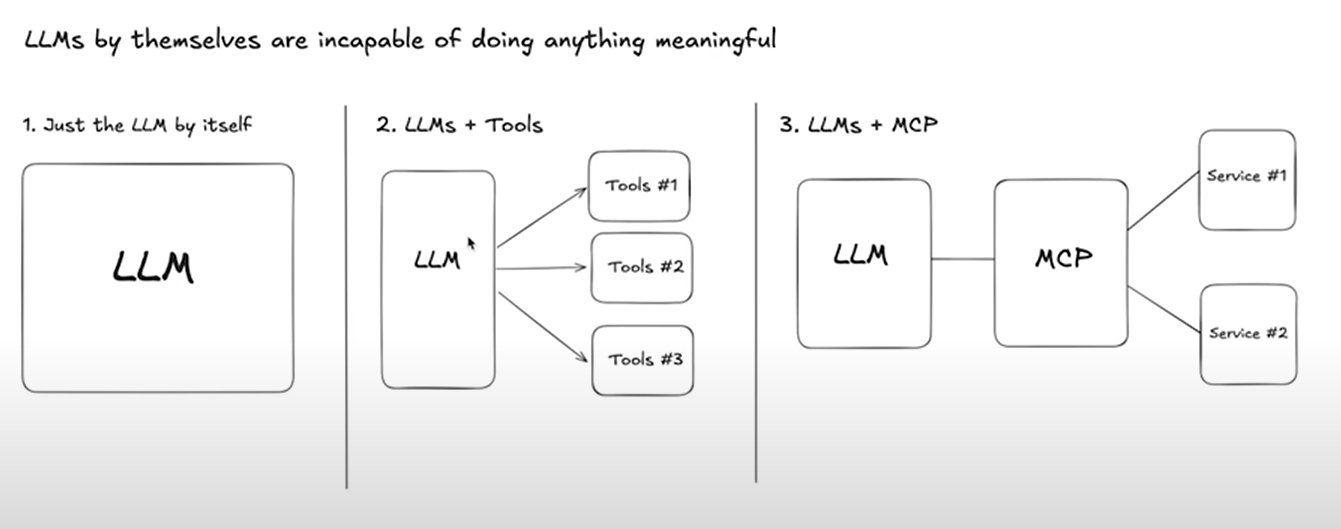 LLMs by themselves are incapable of doing anything meaningful
1. Just the LLM by itself
LLM
2. LLMs + Tools
LLM
Tools #1
Tools #2
Tools #3
3. LLMs + MCP
LLM
MCP
Service #1
Service #2